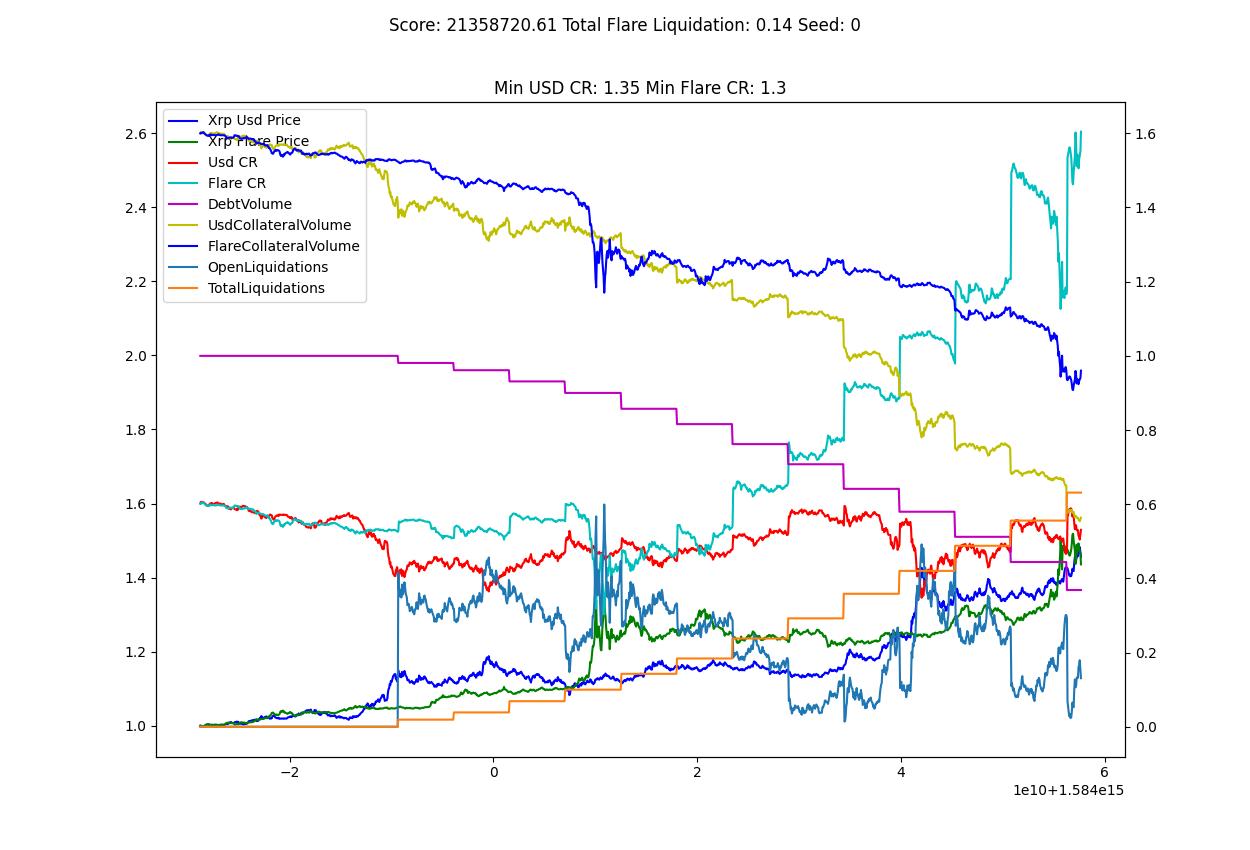 Score: 21358720.61 Total Flare Liquidation: 0.14 Seed: 0
Min USD CR: 1.35 Min Flare CR: 1.3
Xrp Usd Price
Xrp Flare Price
Usd CR
Flare CR
DebtVolume
UsdCollateralVolume
FlareCollateralVolume
OpenLiquidations
TotalLiquidations
2.6
2.4
2.2
2.0
1.8
1.6
1.4
1.2
1.0
1.6
1.4
1.2
1.0
0.8
0.6
0.4
0.2
0.0
−2
0
2
4
6
1e10+1.584e15